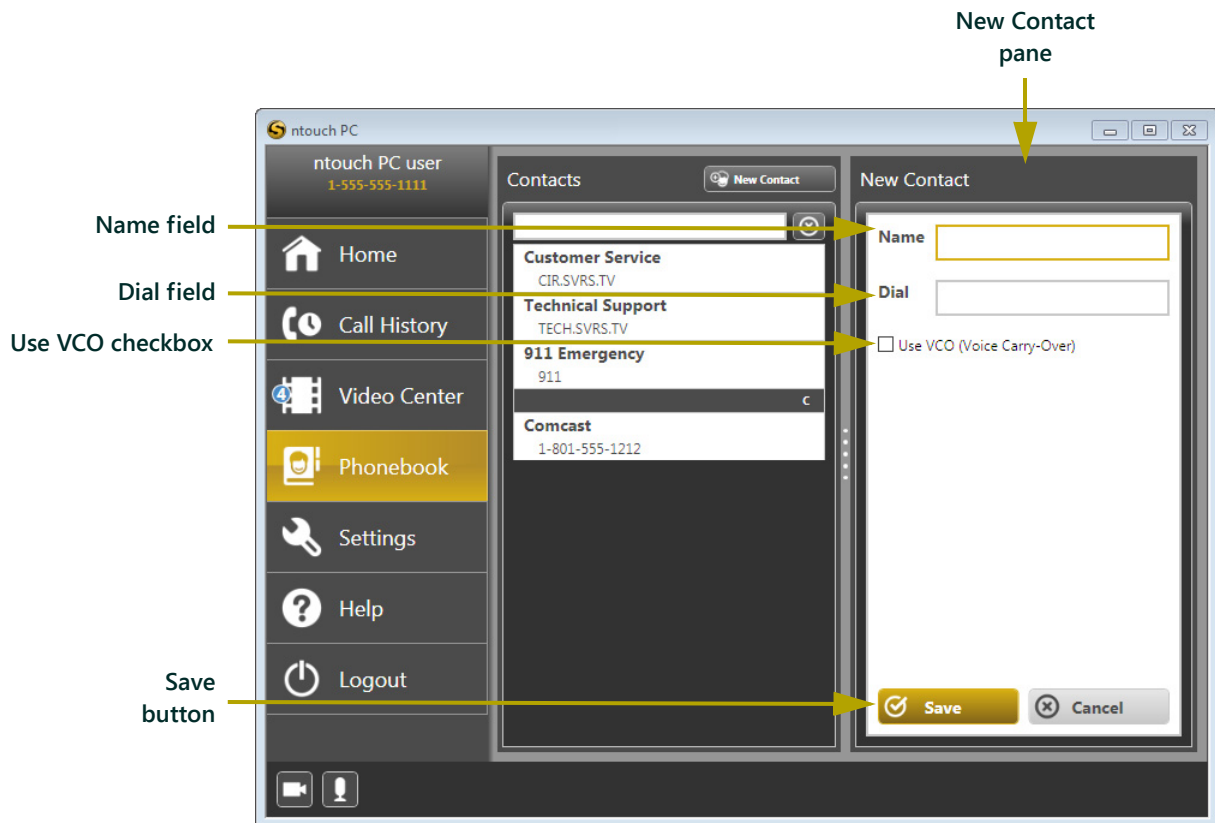 New Contact
pane
ntouch PC
ntouch PC user
1-555-555-1111
Contacts
New Contact
New Contact
Name field
Name
Home
Customer Service
CIR.SVRS.TV
Dial field
Dial
Technical Support
TECH.SVRS.TV
Call History
Use VCO checkbox
Use VCO (Voice Carry-Over)
911 Emergency
911
4
Video Center
C
Comcast
1-801-555-1212
Phonebook
Settings
Help
Logout
Save
button
Save
Cancel